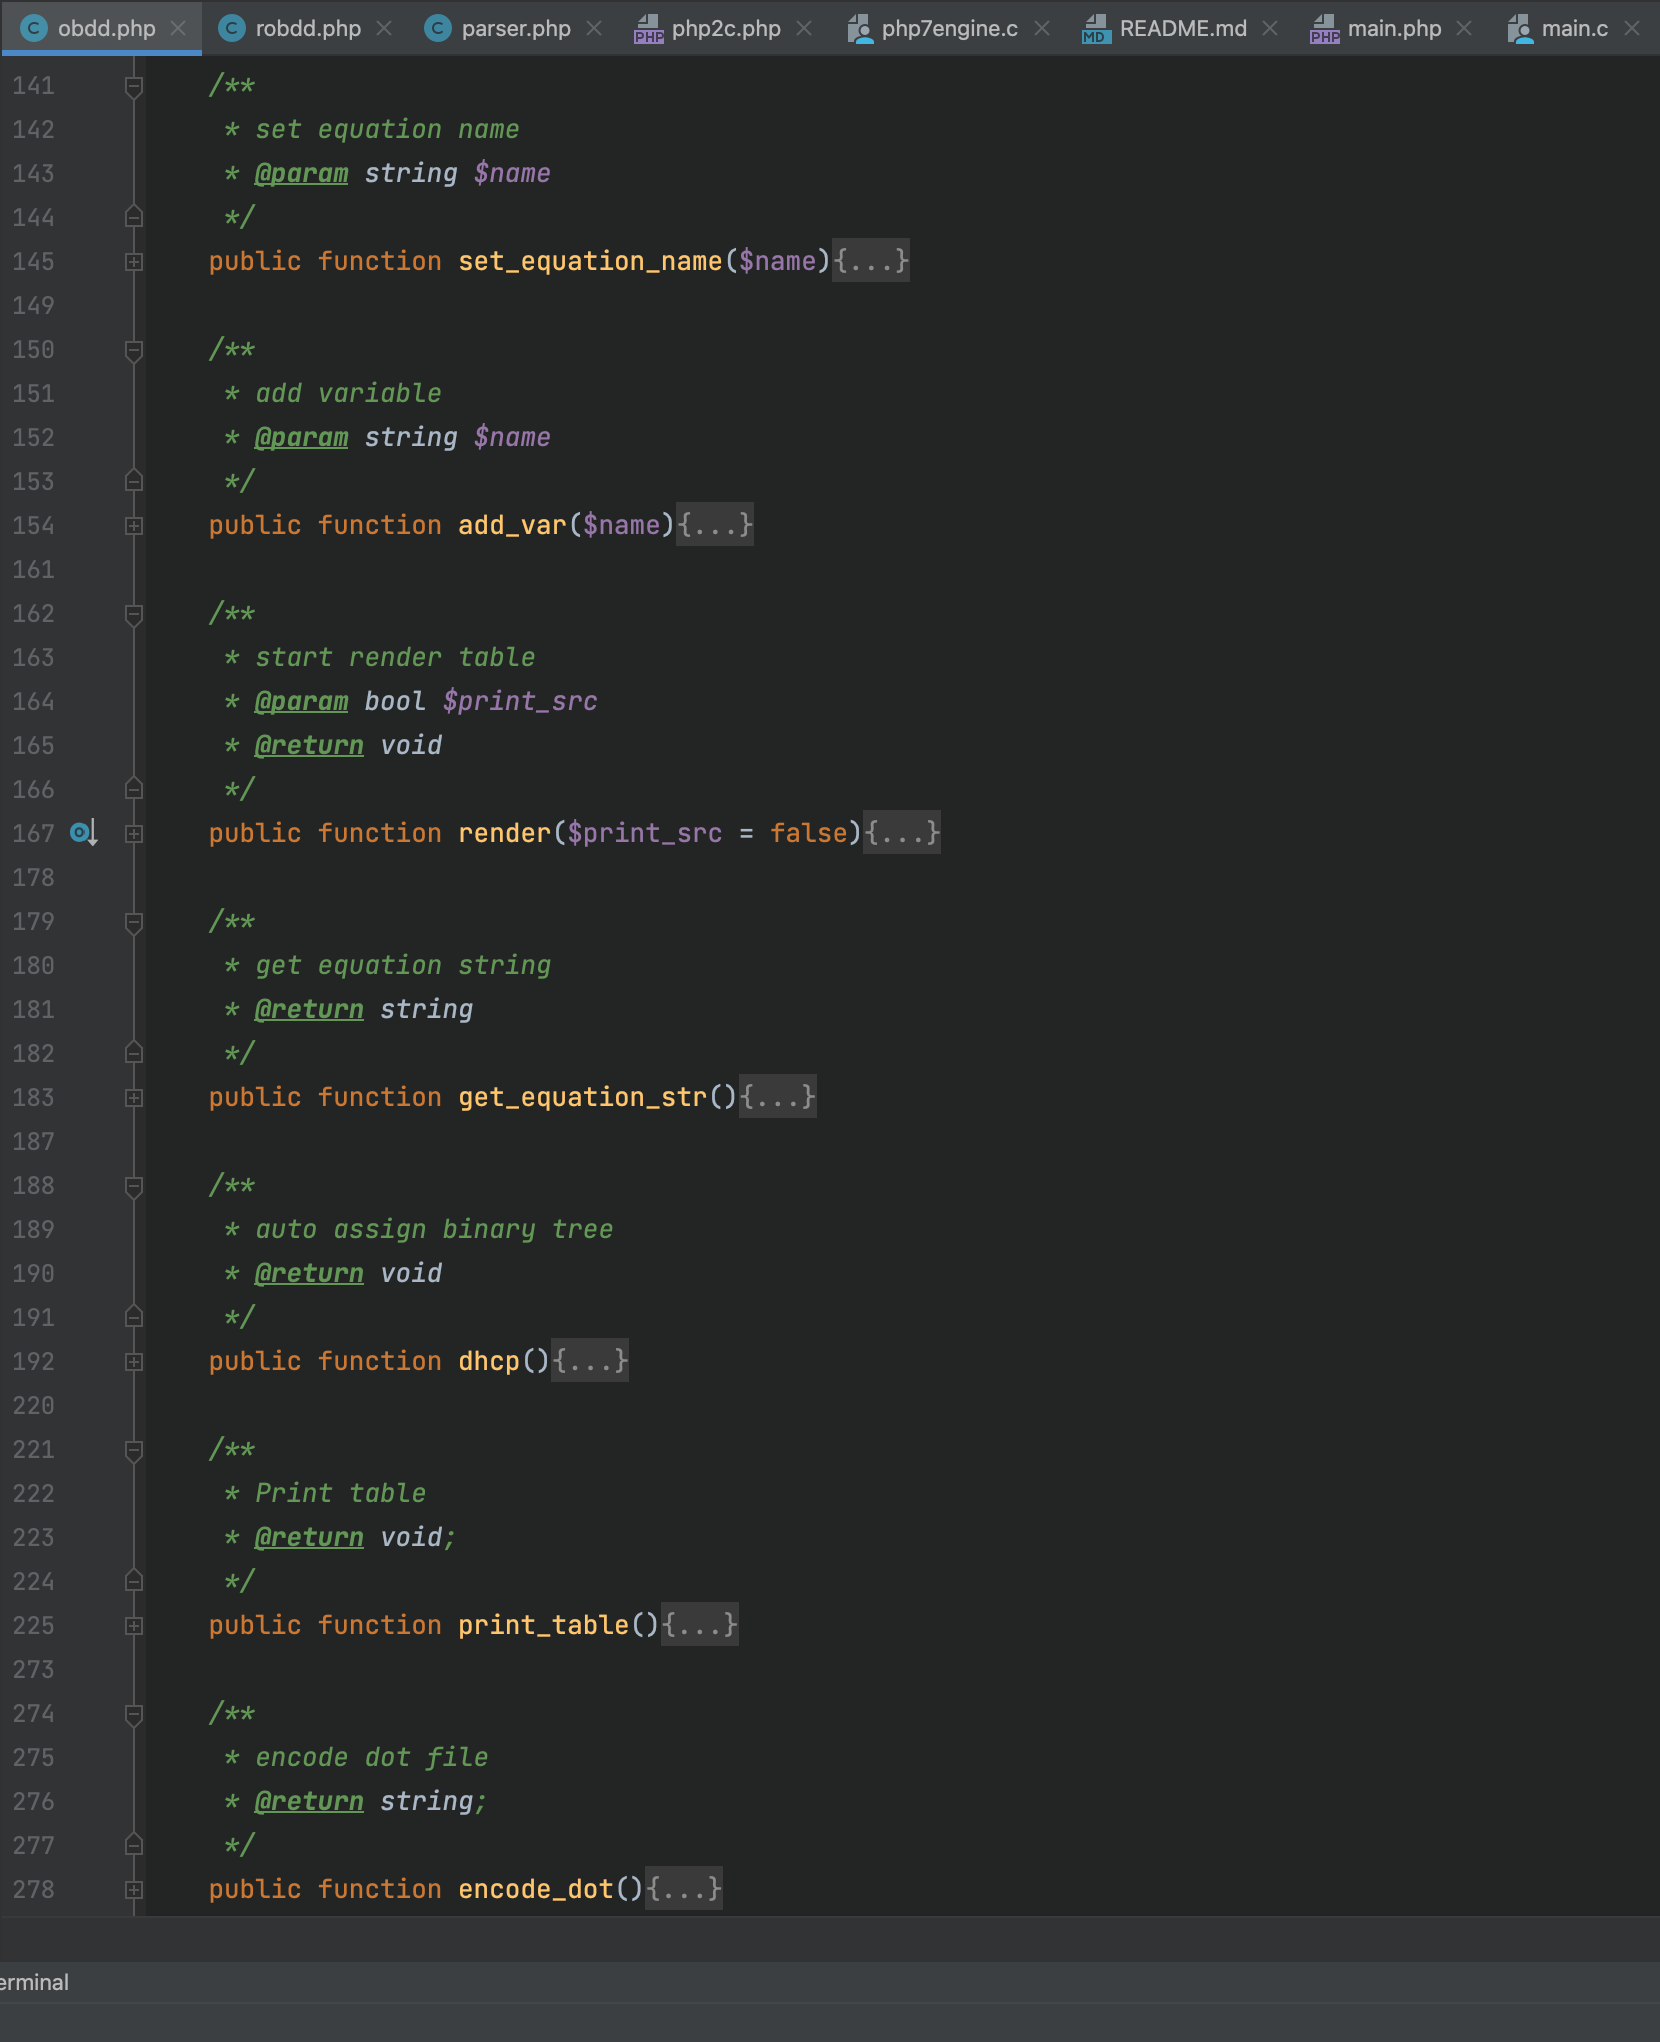 obdd.php robdd.php parser.php php2c.php php7engine.c README.md main.php main.c
141 /**
142 * set equation name
143 * @param string $name
144 */
145 public function set_equation_name($name){...}
149
150 /**
151 * add variable
152 * @param string $name
153 */
154 public function add_var($name){...}
161
162 /**
163 * start render table
164 * @param bool $print_src
165 * @return void
166 */
167 public function render($print_src = false){...}
178
179 /**
180 * get equation string
181 * @return string
182 */
183 public function get_equation_str(){...}
187
188 /**
189 * auto assign binary tree
190 * @return void
191 */
192 public function dhcp(){...}
220
221 /**
222 * Print table
223 * @return void;
224 */
225 public function print_table(){...}
273
274 /**
275 * encode dot file
276 * @return string;
277 */
278 public function encode_dot(){...}
erminal